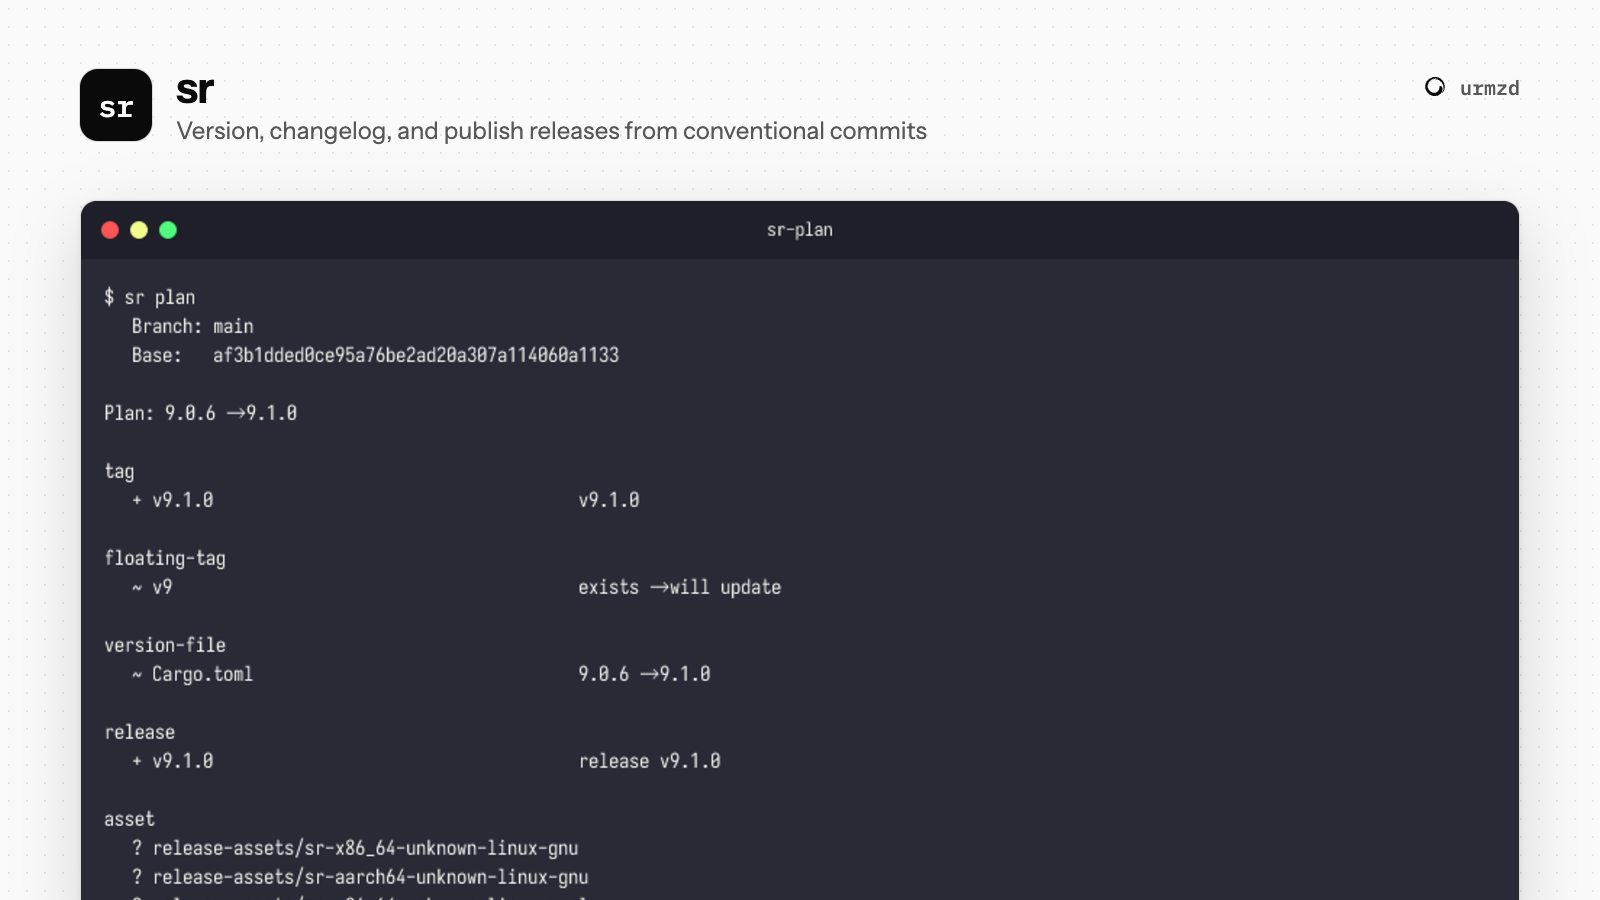 sr
sr
Version, changelog, and publish releases from conventional commits
urmzd
sr-plan
$ sr plan
Branch: main
Base: af3b1dded0ce95a76be2ad20a307a114060a1133
Plan: 9.0.6 →9.1.0
tag
+ v9.1.0 v9.1.0
floating-tag
~ v9 exists →will update
version-file
~ Cargo.toml 9.0.6 →9.1.0
release
+ v9.1.0 release v9.1.0
asset
? release-assets/sr-x86_64-unknown-linux-gnu
? release-assets/sr-aarch64-unknown-linux-gnu